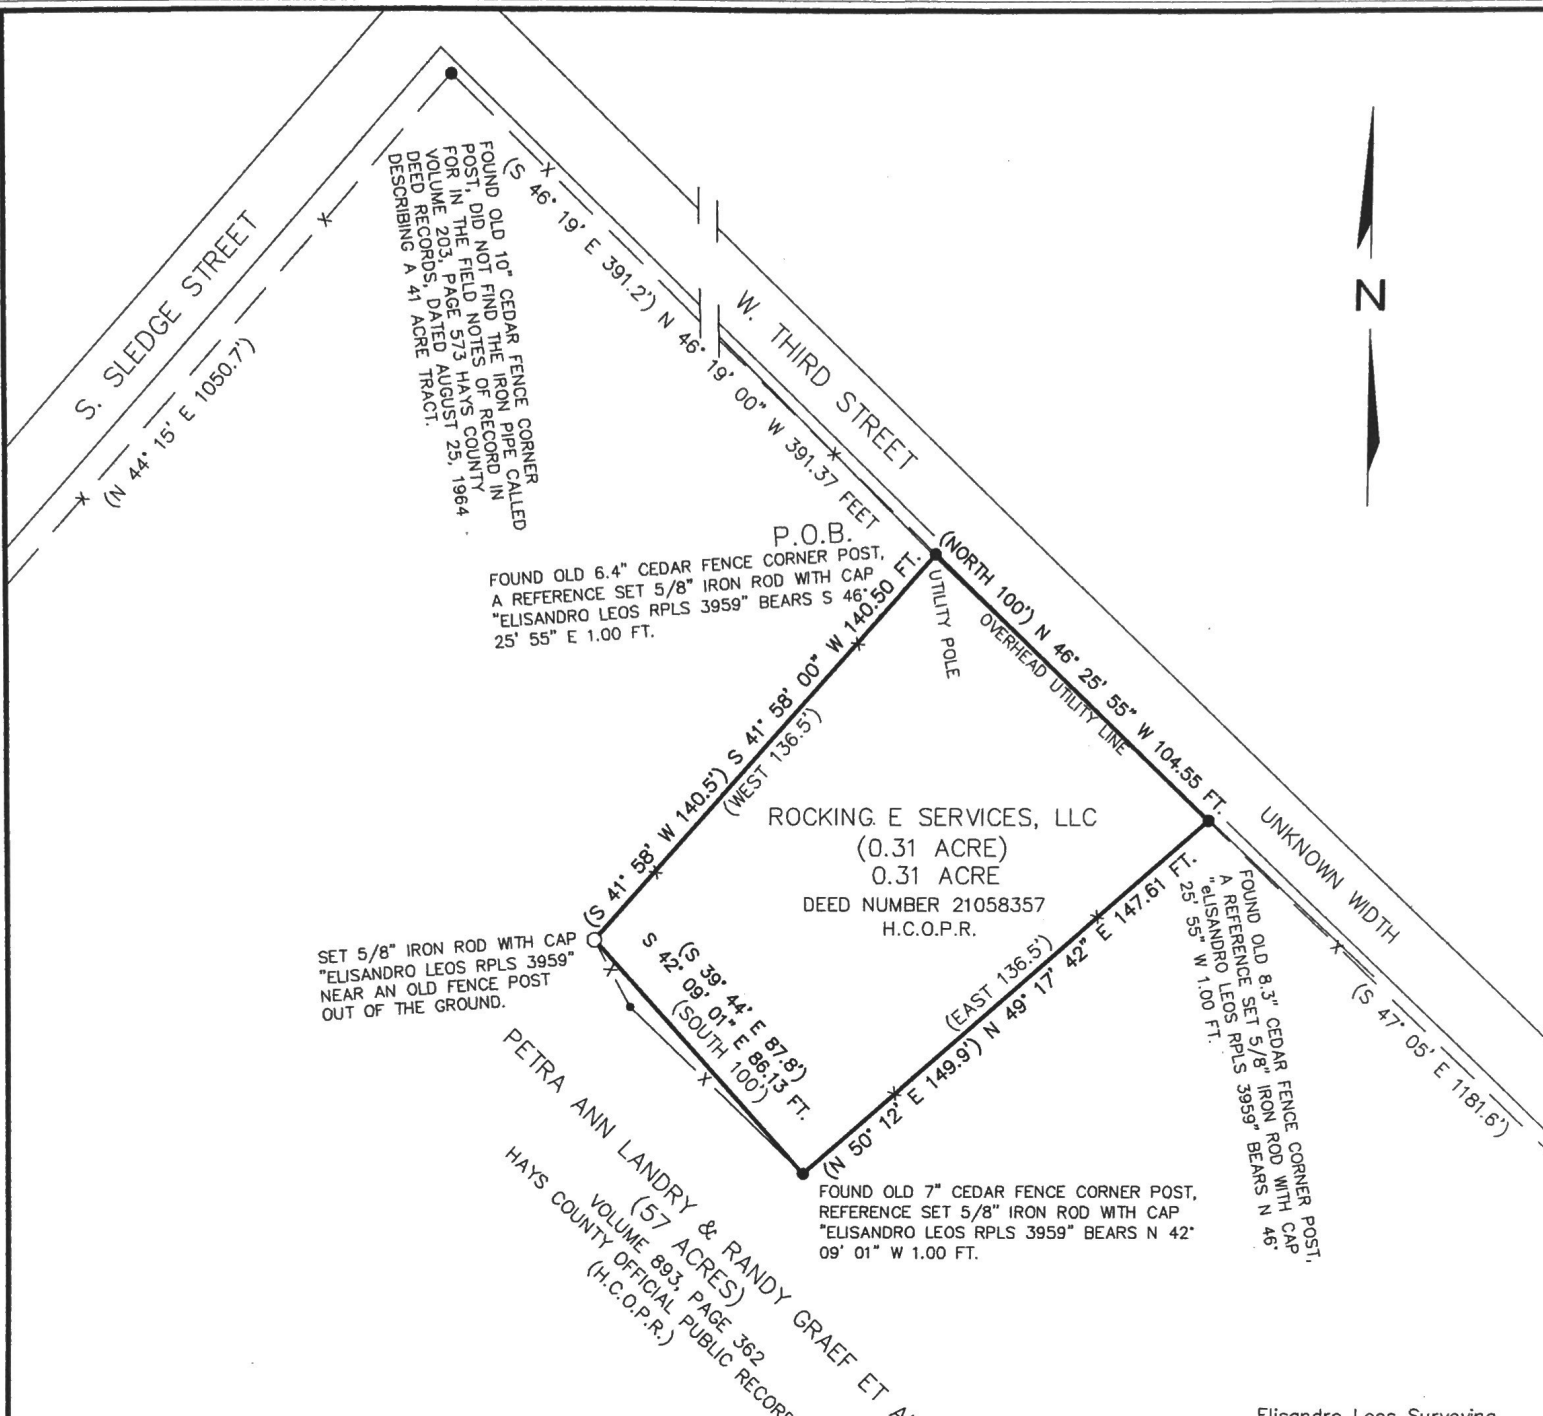 S. SLEDGE STREET
(N 44° 15' E 1050.7')
FOUND OLD 10" CEDAR FENCE CORNER
POST, DID NOT FIND THE IRON PIPE CALLED
FOR IN THE FIELD NOTES OF RECORD IN
VOLUME 203, PAGE 573 HAYS COUNTY
DEED RECORDS, DATED AUGUST 25, 1964
DESCRIBING A 41 ACRE TRACT.
(S 46° 19' E 391.2') N 46° 19' 00" W 391.37 FEET
W. THIRD STREET
N
P.O.B.
FOUND OLD 6.4" CEDAR FENCE CORNER POST,
A REFERENCE SET 5/8" IRON ROD WITH CAP
"ELISANDRO LEOS RPLS 3959" BEARS S 46°
25' 55" E 1.00 FT.
(NORTH 100') N 46° 25' 55" W 104.55 FT.
UTILITY POLE
OVERHEAD UTILITY LINE
(S 41° 58' W 140.5') S 41° 58' 00" W 140.50 FT.
(WEST 136.5')
ROCKING E SERVICES, LLC
(0.31 ACRE)
0.31 ACRE
DEED NUMBER 21058357
H.C.O.P.R.
UNKNOWN WIDTH
FOUND OLD 8.3" CEDAR FENCE CORNER POST,
A REFERENCE SET 5/8" IRON ROD WITH CAP
"eLISANDRO LEOS RPLS 3959" BEARS N 46°
25' 55" W 1.00 FT.
(S 47° 05' E 1181.6')
SET 5/8" IRON ROD WITH CAP
"ELISANDRO LEOS RPLS 3959"
NEAR AN OLD FENCE POST
OUT OF THE GROUND.
(S 39° 44' E 87.8')
S 42° 09' 01" E 86.13 FT.
(SOUTH 100')
(EAST 136.5')
(N 50° 12' E 149.9') N 49° 17' 42" E 147.61 FT.
FOUND OLD 7" CEDAR FENCE CORNER POST,
REFERENCE SET 5/8" IRON ROD WITH CAP
"ELISANDRO LEOS RPLS 3959" BEARS N 42°
09' 01" W 1.00 FT.
PETRA ANN LANDRY & RANDY GRAEF ET
(57 ACRES)
VOLUME 893, PAGE 362
HAYS COUNTY OFFICIAL PUBLIC RECOR
(H.C.O.P.R.)
Elisandro Leos Surveying